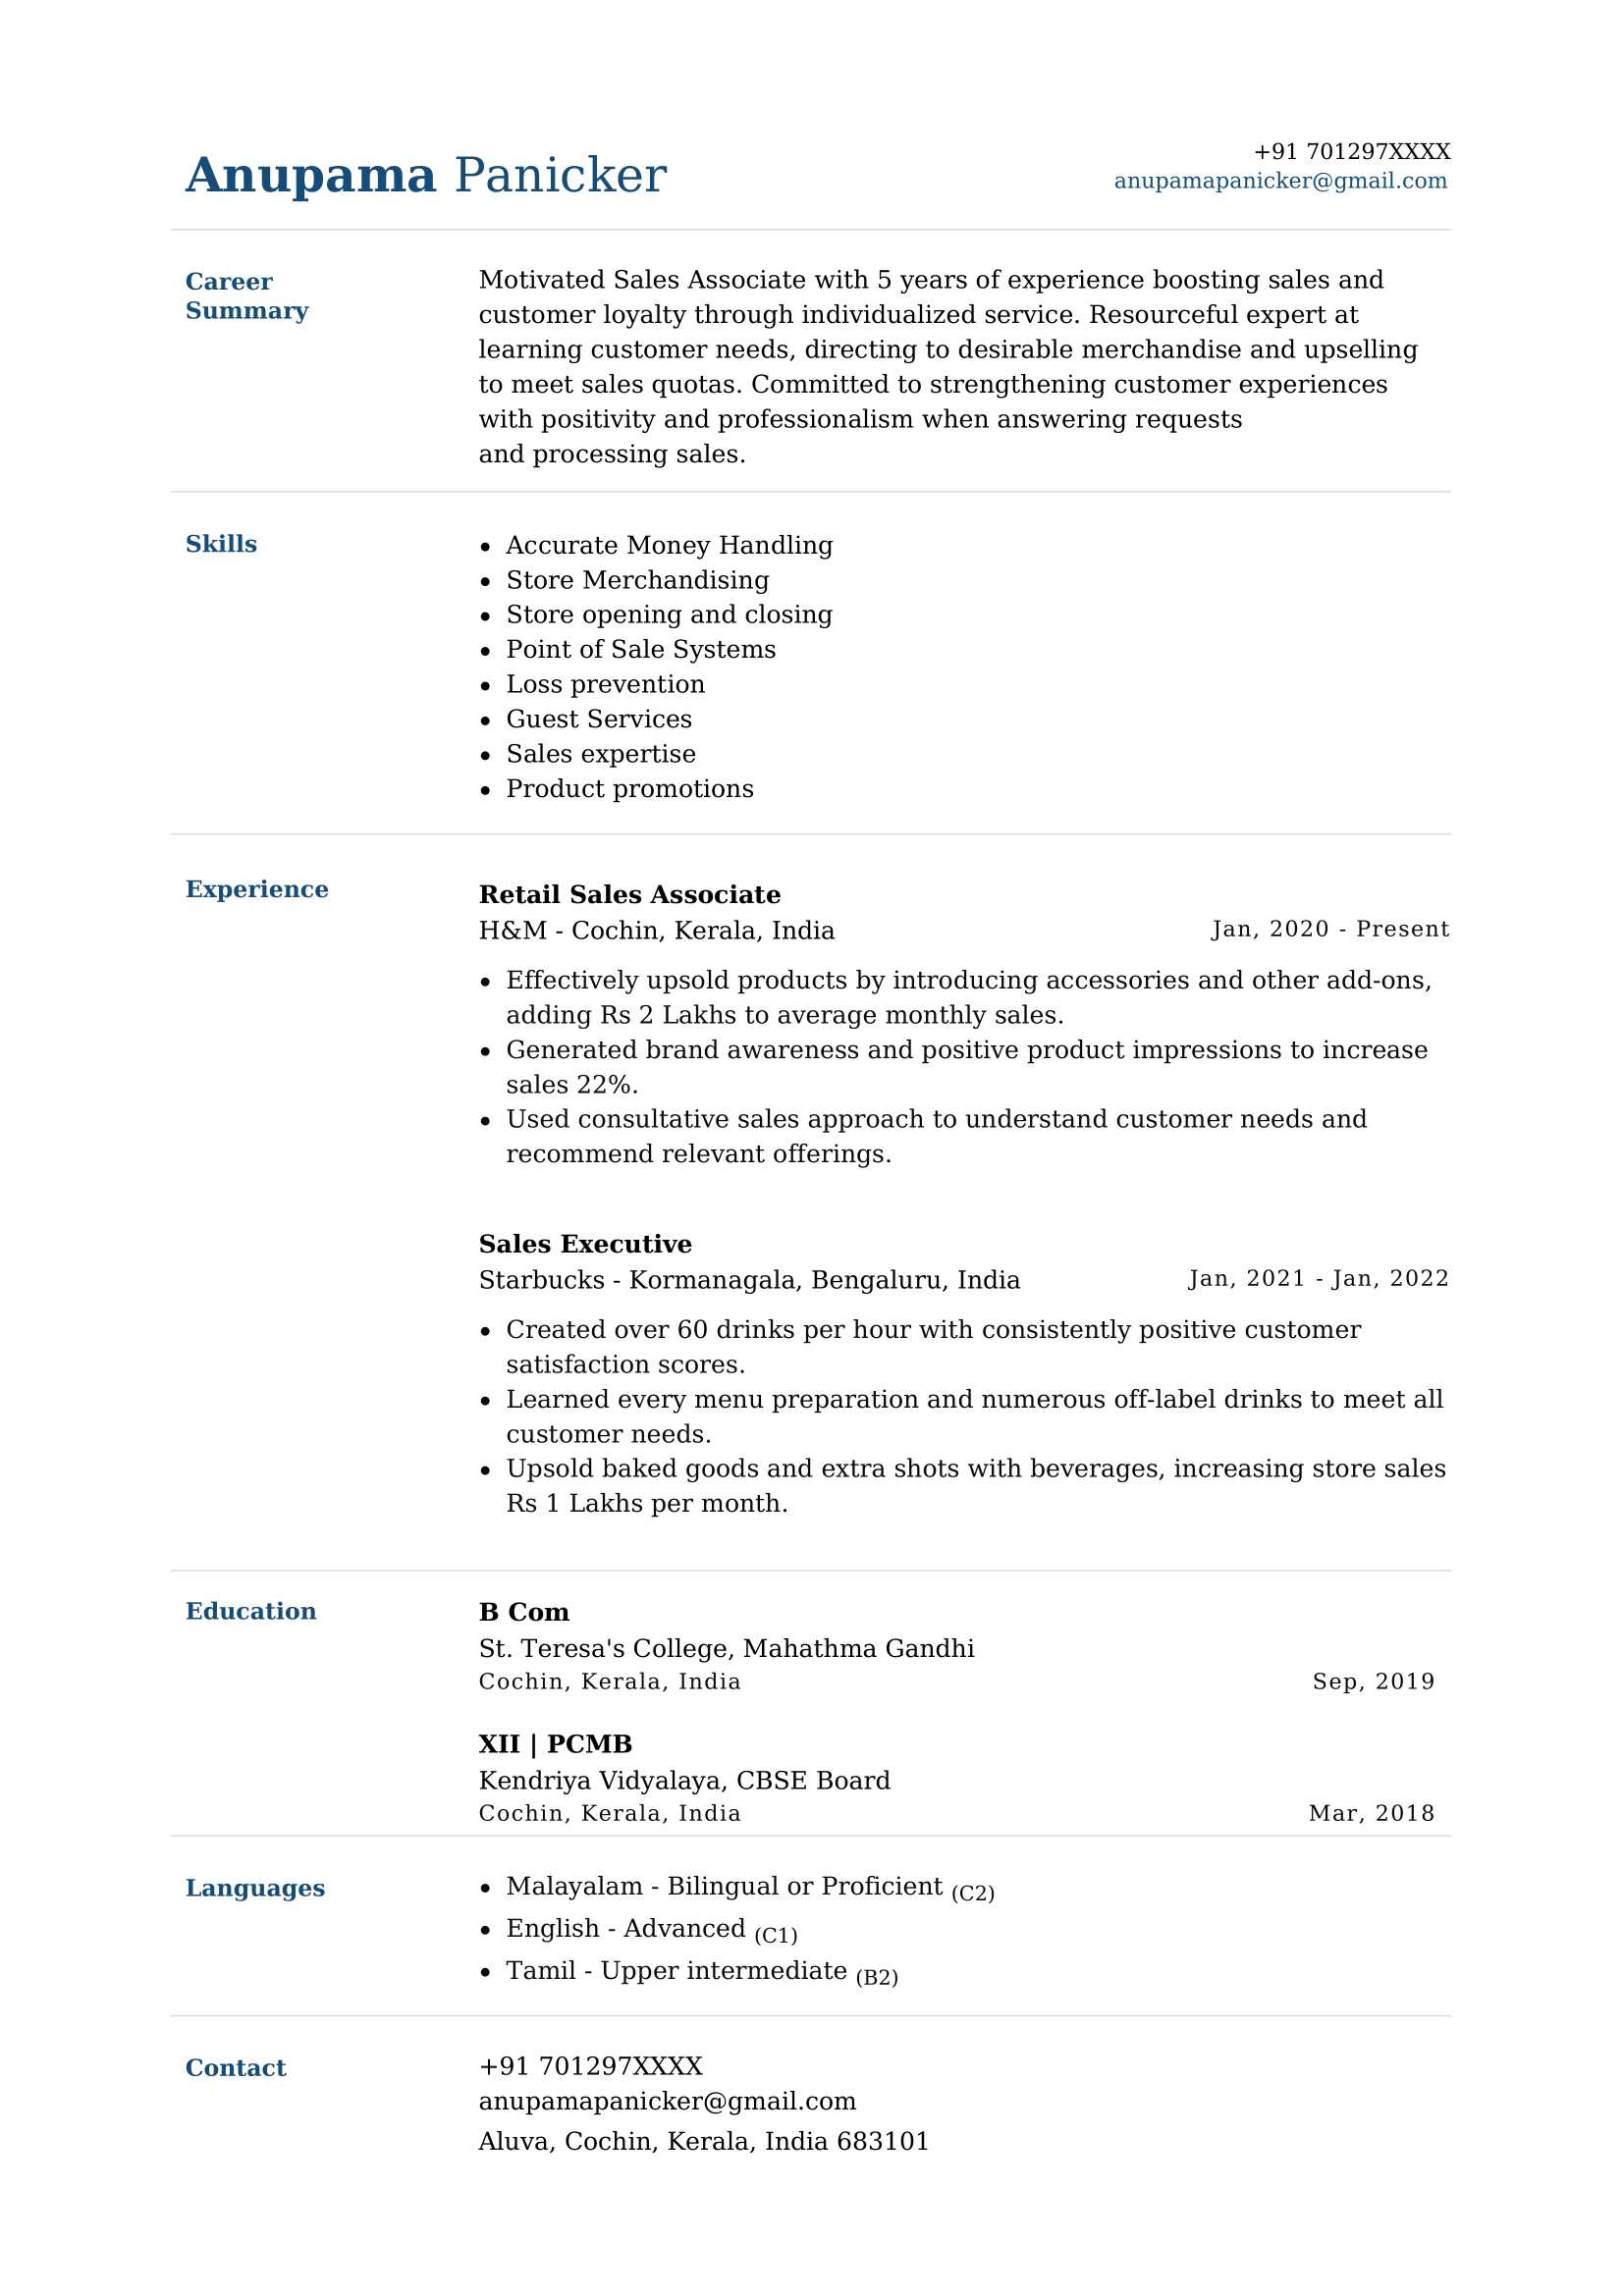 Anupama Panicker
+91 701297XXXX
anupamapanicker@gmail.com
Career
Summary
Motivated Sales Associate with 5 years of experience boosting sales and
customer loyalty through individualized service. Resourceful expert at
learning customer needs, directing to desirable merchandise and upselling
to meet sales quotas. Committed to strengthening customer experiences
with positivity and professionalism when answering requests
and processing sales.
Skills
• Accurate Money Handling
• Store Merchandising
• Store opening and closing
• Point of Sale Systems
• Loss prevention
• Guest Services
• Sales expertise
• Product promotions
Experience
Retail Sales Associate
H&M - Cochin, Kerala, India Jan, 2020 - Present
• Effectively upsold products by introducing accessories and other add-ons,
adding Rs 2 Lakhs to average monthly sales.
• Generated brand awareness and positive product impressions to increase
sales 22%.
• Used consultative sales approach to understand customer needs and
recommend relevant offerings.
Sales Executive
Starbucks - Kormanagala, Bengaluru, India Jan, 2021 - Jan, 2022
• Created over 60 drinks per hour with consistently positive customer
satisfaction scores.
• Learned every menu preparation and numerous off-label drinks to meet all
customer needs.
• Upsold baked goods and extra shots with beverages, increasing store sales
Rs 1 Lakhs per month.
Education
B Com
St. Teresa's College, Mahathma Gandhi
Cochin, Kerala, India Sep, 2019
XII | PCMB
Kendriya Vidyalaya, CBSE Board
Cochin, Kerala, India Mar, 2018
Languages
• Malayalam - Bilingual or Proficient (C2)
• English - Advanced (C1)
• Tamil - Upper intermediate (B2)
Contact
+91 701297XXXX
anupamapanicker@gmail.com
Aluva, Cochin, Kerala, India 683101